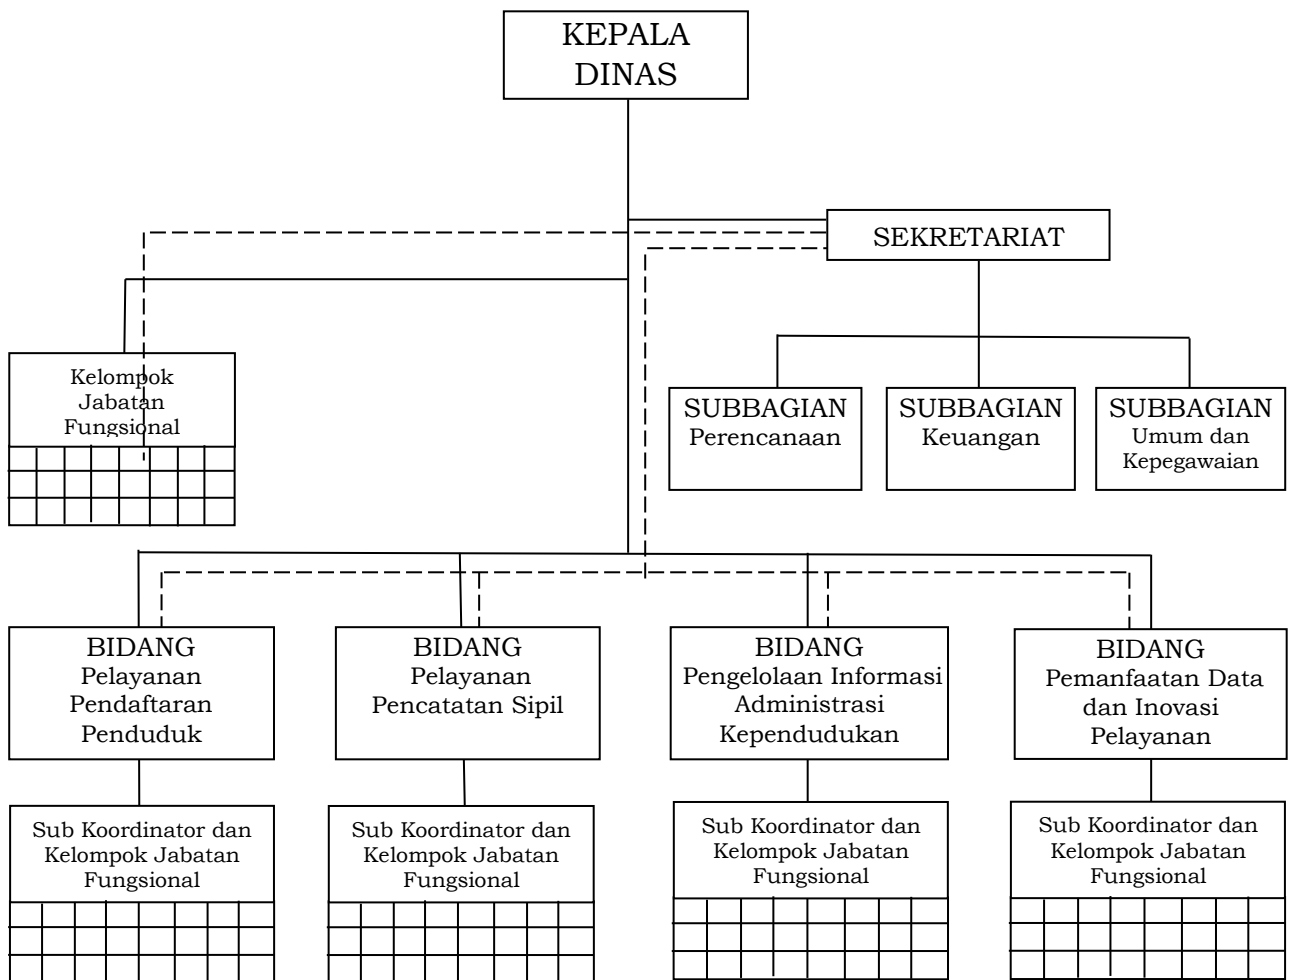 KEPALA
DINAS
SEKRETARIAT
Kelompok
Jabatan
Fungsional
SUBBAGIAN
Perencanaan
SUBBAGIAN
Keuangan
SUBBAGIAN
Umum dan
Kepegawaian
BIDANG
Pelayanan
Pendaftaran
Penduduk
BIDANG
Pelayanan
Pencatatan Sipil
BIDANG
Pengelolaan Informasi
Administrasi
Kependudukan
BIDANG
Pemanfaatan Data
dan Inovasi
Pelayanan
Sub Koordinator dan
Kelompok Jabatan
Fungsional
Sub Koordinator dan
Kelompok Jabatan
Fungsional
Sub Koordinator dan
Kelompok Jabatan
Fungsional
Sub Koordinator dan
Kelompok Jabatan
Fungsional